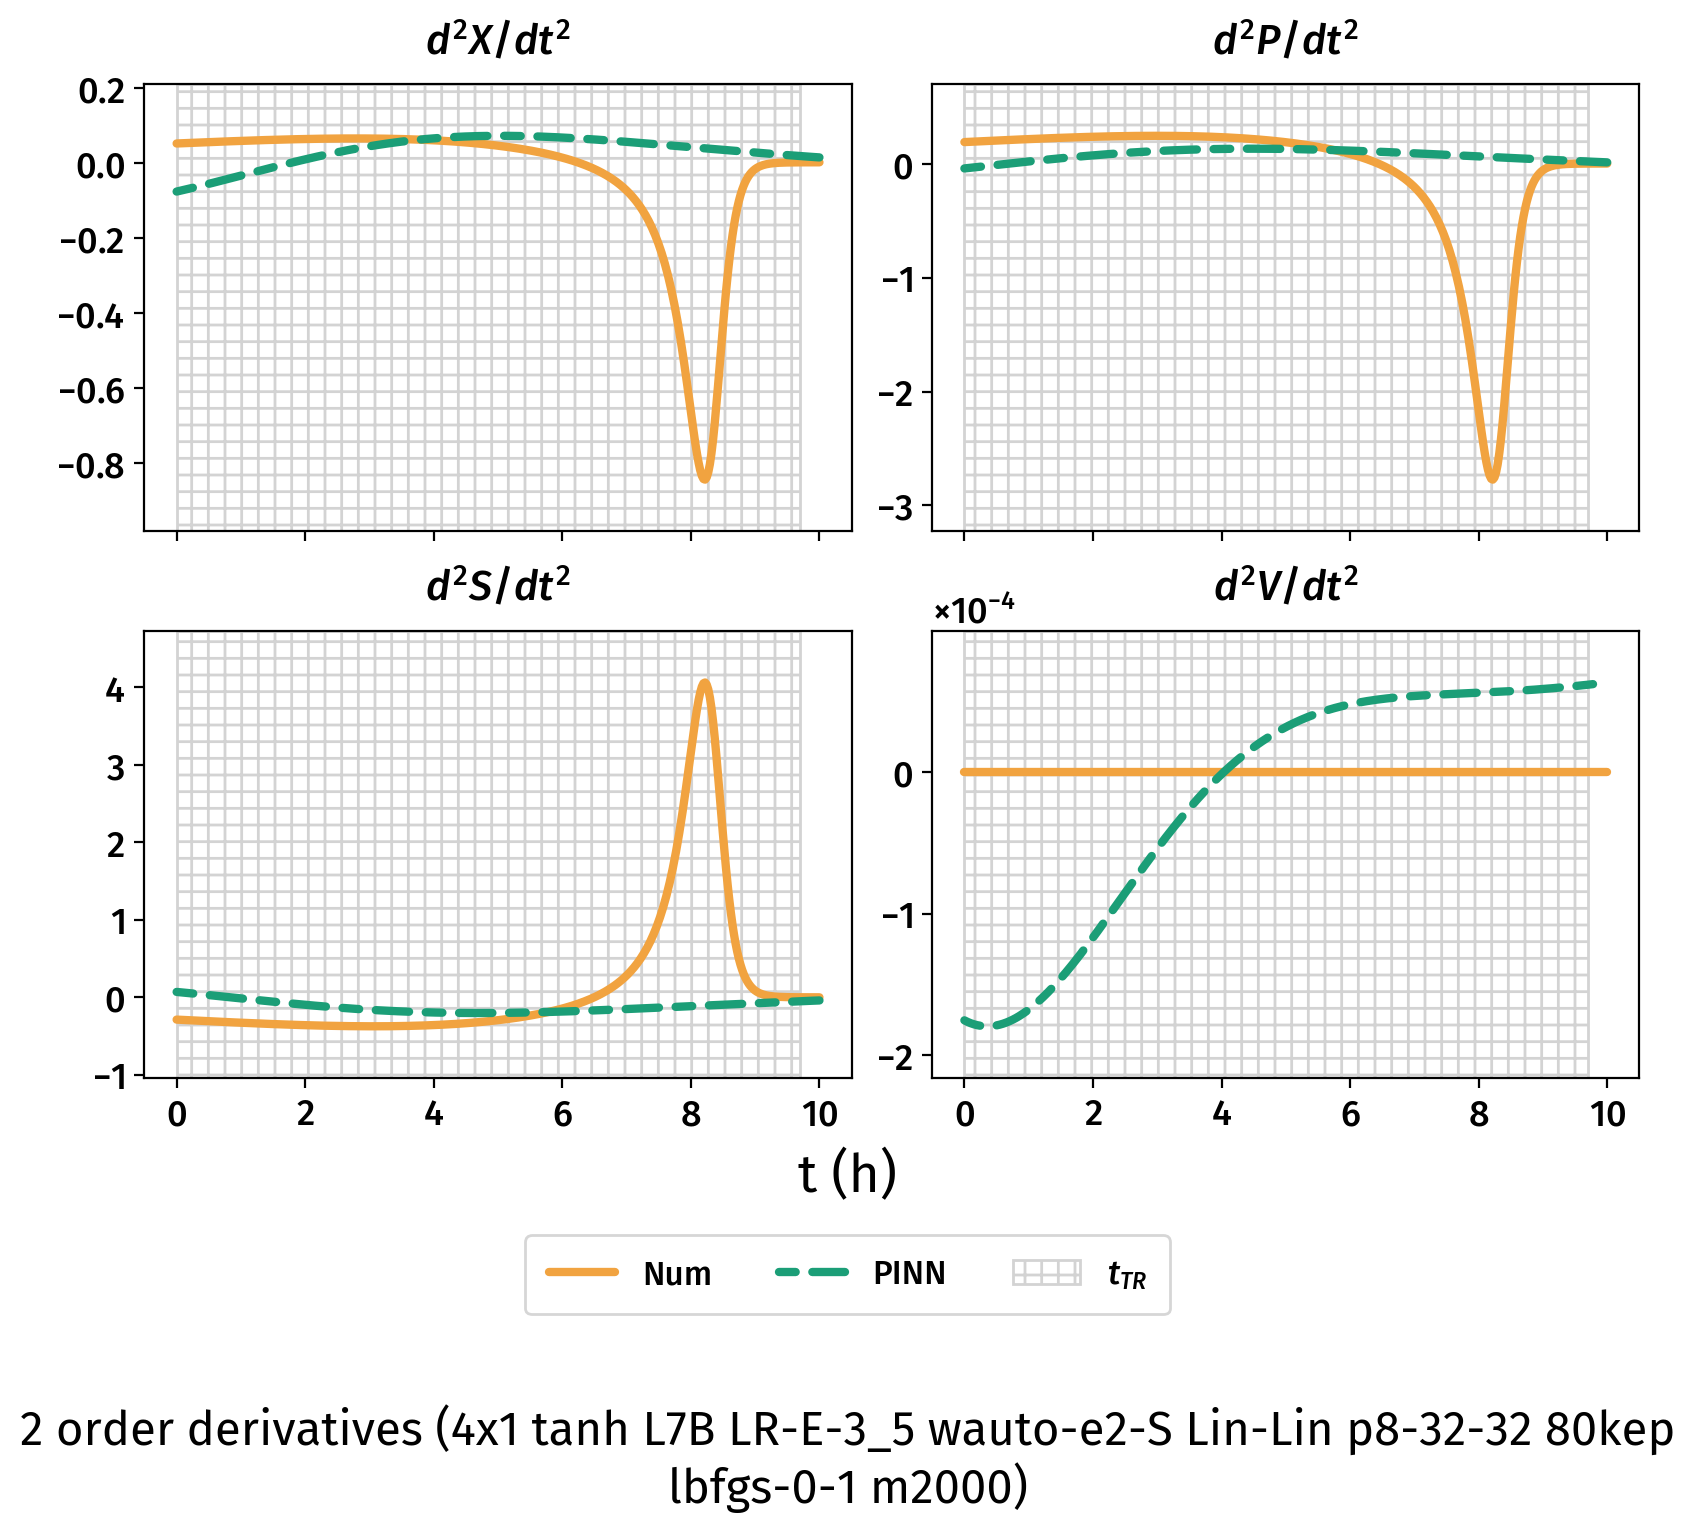 d²X/dt²
d²P/dt²
0.2
0.0
−0.2
−0.4
−0.6
−0.8
0
−1
−2
−3
d²S/dt²
d²V/dt²
×10⁻⁴
4
3
2
1
0
−1
0
−1
−2
0 2 4 6 8 10
0 2 4 6 8 10
t (h)
Num PINN t_TR
2 order derivatives (4x1 tanh L7B LR-E-3_5 wauto-e2-S Lin-Lin p8-32-32 80kep
lbfgs-0-1 m2000)